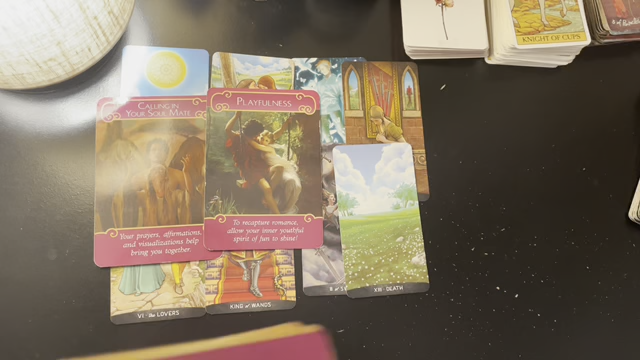 KNIGHT OF CUPS
CALLING IN
YOUR SOUL MATE
PLAYFULNESS
Your prayers, affirmations,
and visualizations help
bring you together.
To recapture romance,
allow your inner youthful
spirit of fun to shine!
VI · the LOVERS
KING of WANDS
XIII · DEATH